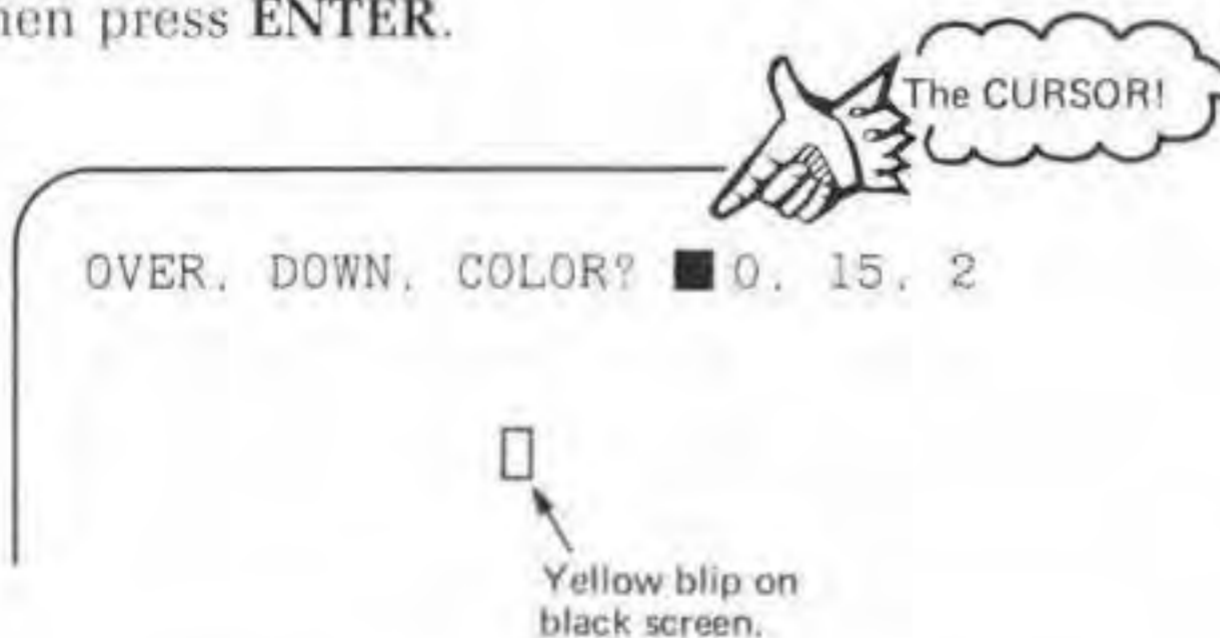 hen press ENTER.
The CURSOR!
OVER, DOWN, COLOR? ■ 0, 15, 2
Yellow blip on
black screen.